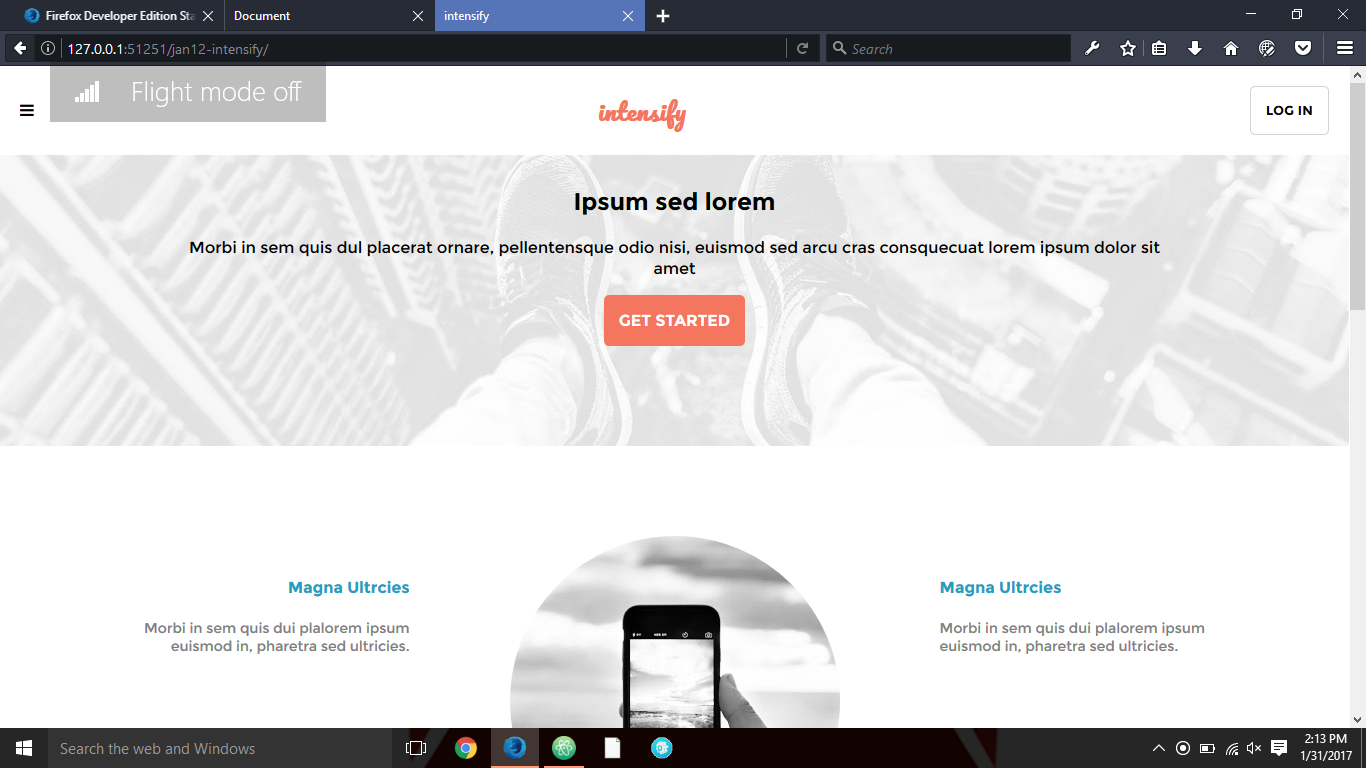 Firefox Developer Edition Sta
Document
intensify
127.0.0.1:51251/jan12-intensify/
Search
Flight mode off
intensify
LOG IN
Ipsum sed lorem
Morbi in sem quis dul placerat ornare, pellentensque odio nisi, euismod sed arcu cras consquecuat lorem ipsum dolor sit
amet
GET STARTED
Magna Ultrcies
Morbi in sem quis dui plalorem ipsum
euismod in, pharetra sed ultricies.
Magna Ultrcies
Morbi in sem quis dui plalorem ipsum
euismod in, pharetra sed ultricies.
Search the web and Windows
2:13 PM
1/31/2017